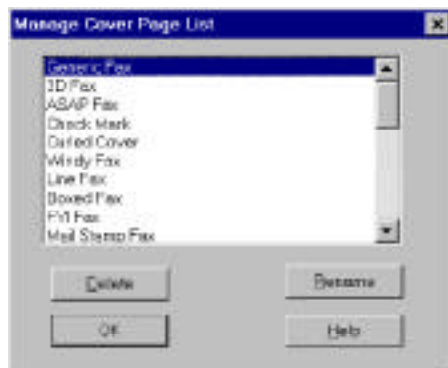 Manage Cover Page List
Generic Fax
3D Fax
ASAP Fax
Check Mark
Curled Cover
Windy Fax
Line Fax
Boxed Fax
FYI Fax
Mail Stamp Fax
Delete
Rename
OK
Help